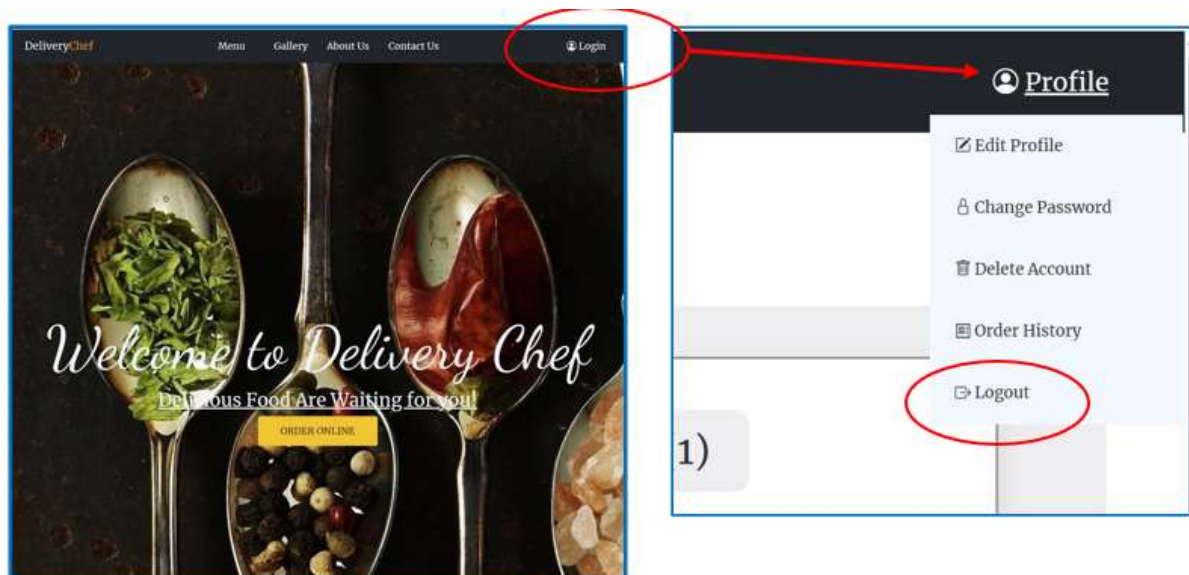 DeliveryChef Menu Gallery About Us Contact Us Login
Welcome to Delivery Chef
Delicious Food Are Waiting for you!
ORDER ONLINE
Profile
Edit Profile
Change Password
Delete Account
Order History
Logout
1)